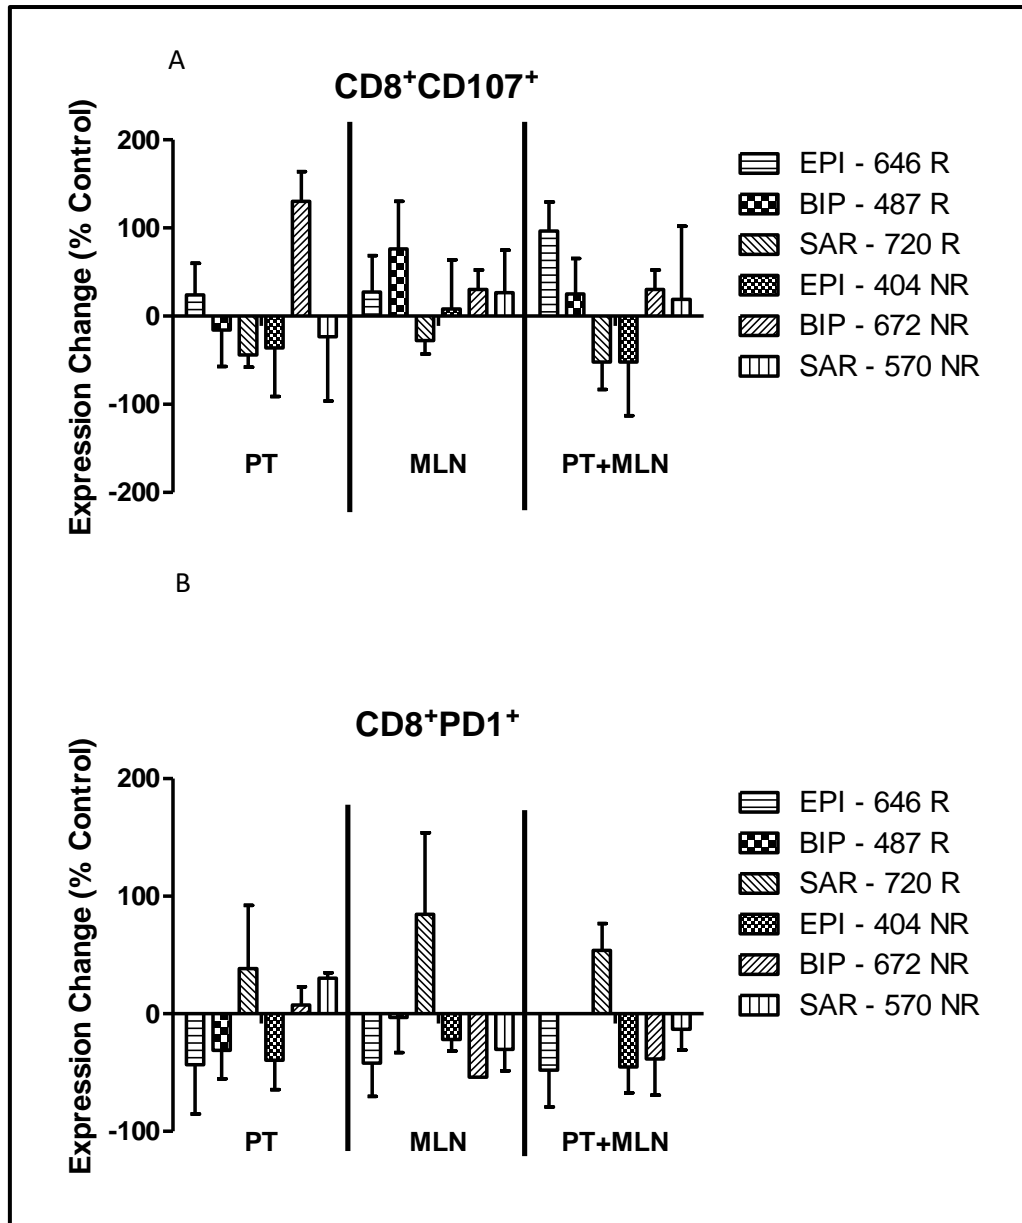 A
CD8⁺CD107⁺
Expression Change (% Control)
200
100
0
-100
-200
PT
MLN
PT+MLN
EPI - 646 R
BIP - 487 R
SAR - 720 R
EPI - 404 NR
BIP - 672 NR
SAR - 570 NR
B
CD8⁺PD1⁺
Expression Change (% Control)
200
100
0
-100
PT
MLN
PT+MLN
EPI - 646 R
BIP - 487 R
SAR - 720 R
EPI - 404 NR
BIP - 672 NR
SAR - 570 NR